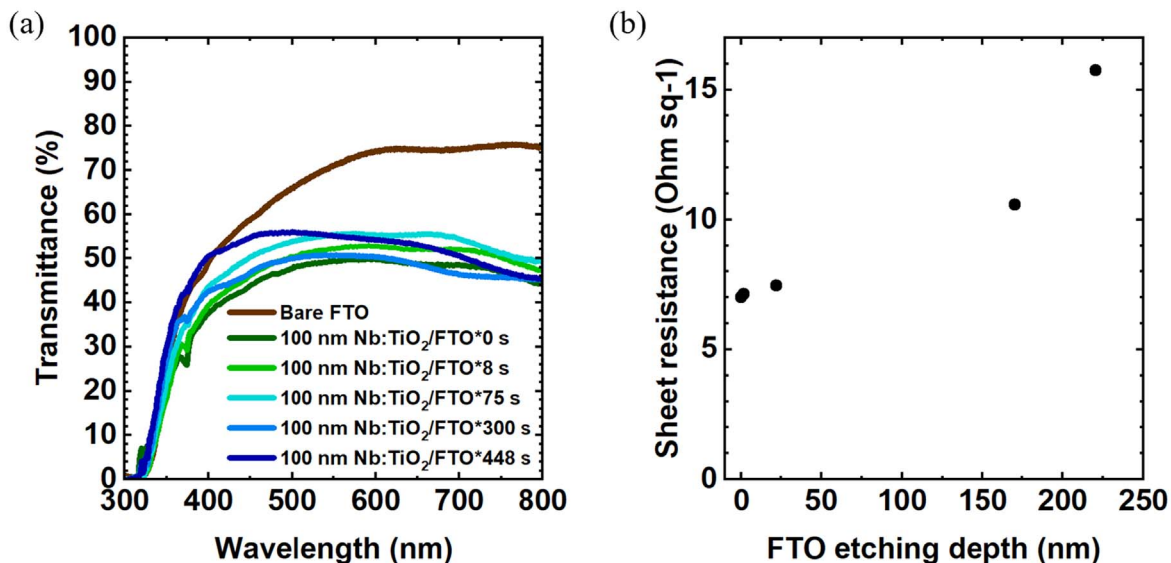 (a)
100
90
80
70
60
50
40
30
20
10
0
300 400 500 600 700 800
Transmittance (%)
Wavelength (nm)
Bare FTO
100 nm Nb:TiO₂/FTO*0 s
100 nm Nb:TiO₂/FTO*8 s
100 nm Nb:TiO₂/FTO*75 s
100 nm Nb:TiO₂/FTO*300 s
100 nm Nb:TiO₂/FTO*448 s
(b)
15
10
5
0
0 50 100 150 200 250
Sheet resistance (Ohm sq-1)
FTO etching depth (nm)